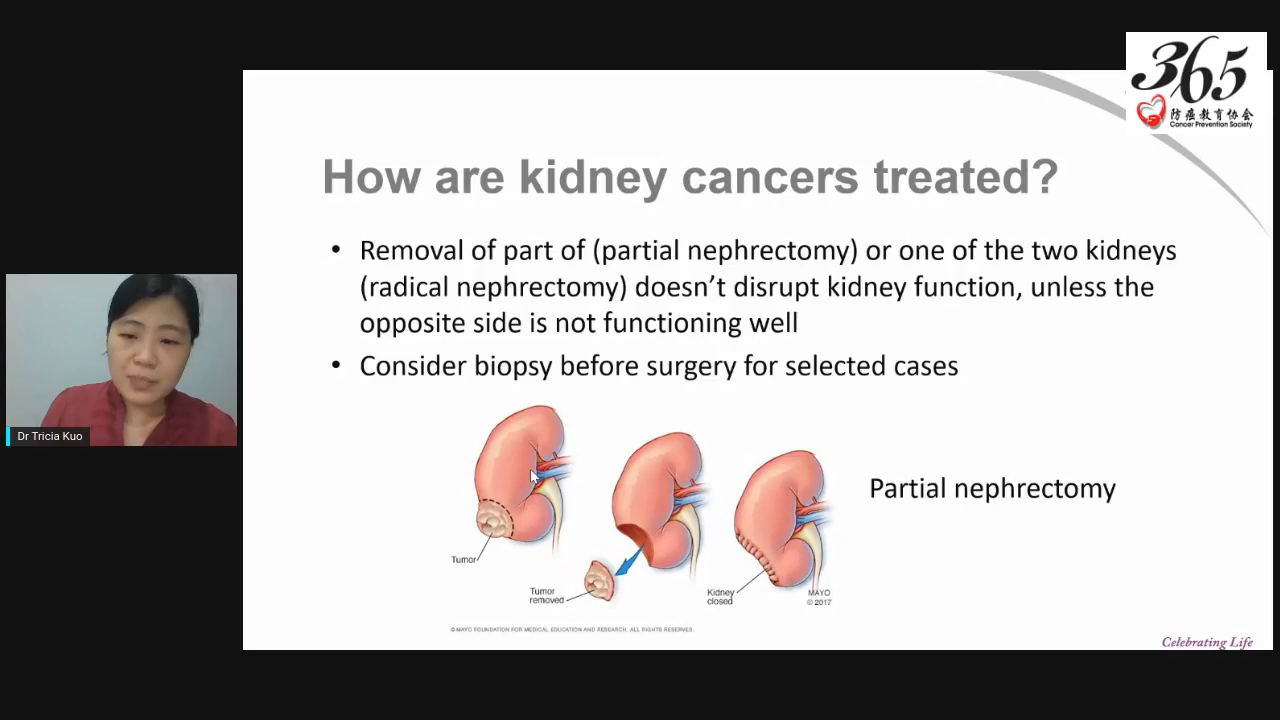 365
防癌教育协会
Cancer Prevention Society
How are kidney cancers treated?
• Removal of part of (partial nephrectomy) or one of the two kidneys
(radical nephrectomy) doesn’t disrupt kidney function, unless the
opposite side is not functioning well
• Consider biopsy before surgery for selected cases
Dr Tricia Kuo
Partial nephrectomy
Tumor
Tumor
removed
Kidney
closed
MAYO
© 2017
© MAYO FOUNDATION FOR MEDICAL EDUCATION AND RESEARCH. ALL RIGHTS RESERVED.
Celebrating Life